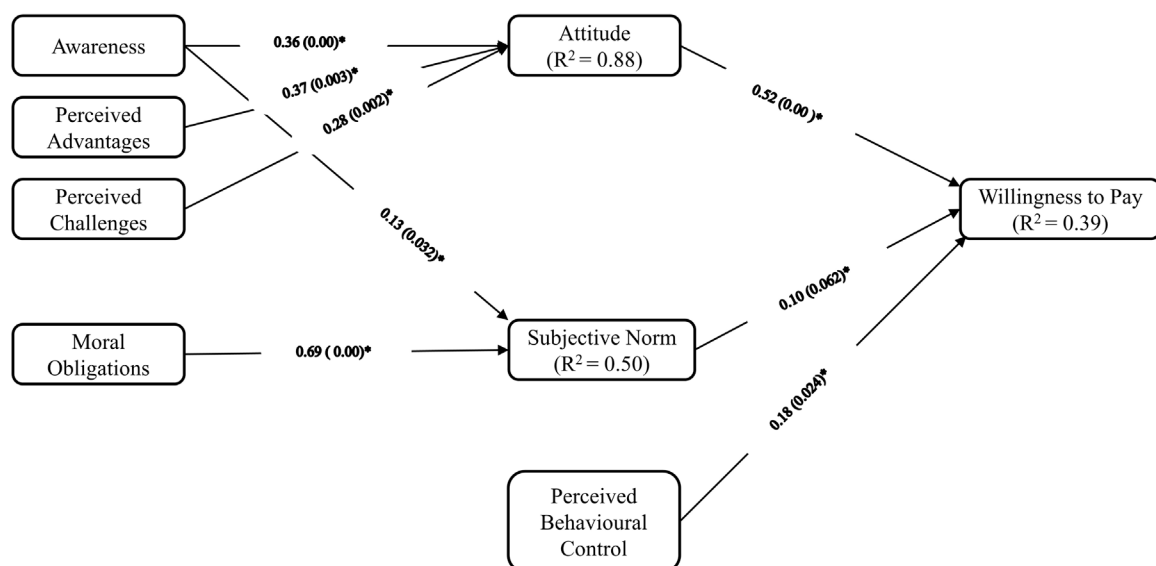 Awareness
0.36 (0.00)*
Attitude
(R² = 0.88)
0.37 (0.003)*
Perceived
Advantages
0.28 (0.002)*
0.52 (0.00 )*
Perceived
Challenges
Willingness to Pay
(R² = 0.39)
0.13 (0.032)*
0.10 (0.062)*
Moral
Obligations
0.69 ( 0.00)*
Subjective Norm
(R² = 0.50)
0.18 (0.024)*
Perceived
Behavioural
Control